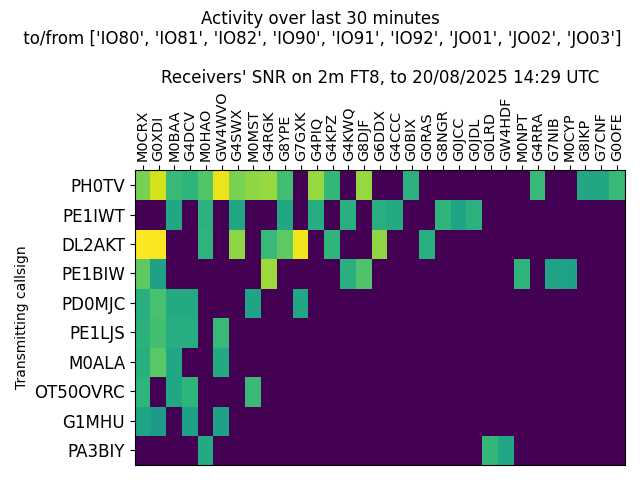 Activity over last 30 minutes
to/from ['IO80', 'IO81', 'IO82', 'IO90', 'IO91', 'IO92', 'JO01', 'JO02', 'JO03']
Receivers' SNR on 2m FT8, to 20/08/2025 14:29 UTC
M0CRX
G0XDI
M0BAA
G4DCV
M0HAO
GW4WVO
G4SWX
M0MST
G4RGK
G8YPE
G7GXK
G4PIQ
G4KPZ
G4KWQ
G8DJF
G6DDX
G4CCC
G0BIX
G0RAS
G8NGR
G0JCC
G0JDL
G0LRD
GW4HDF
M0NPT
G4RRA
G7NIB
M0CYP
G8IKP
G7CNF
G0OFE
Transmitting callsign
PH0TV
PE1IWT
DL2AKT
PE1BIW
PD0MJC
PE1LJS
M0ALA
OT50OVRC
G1MHU
PA3BIY